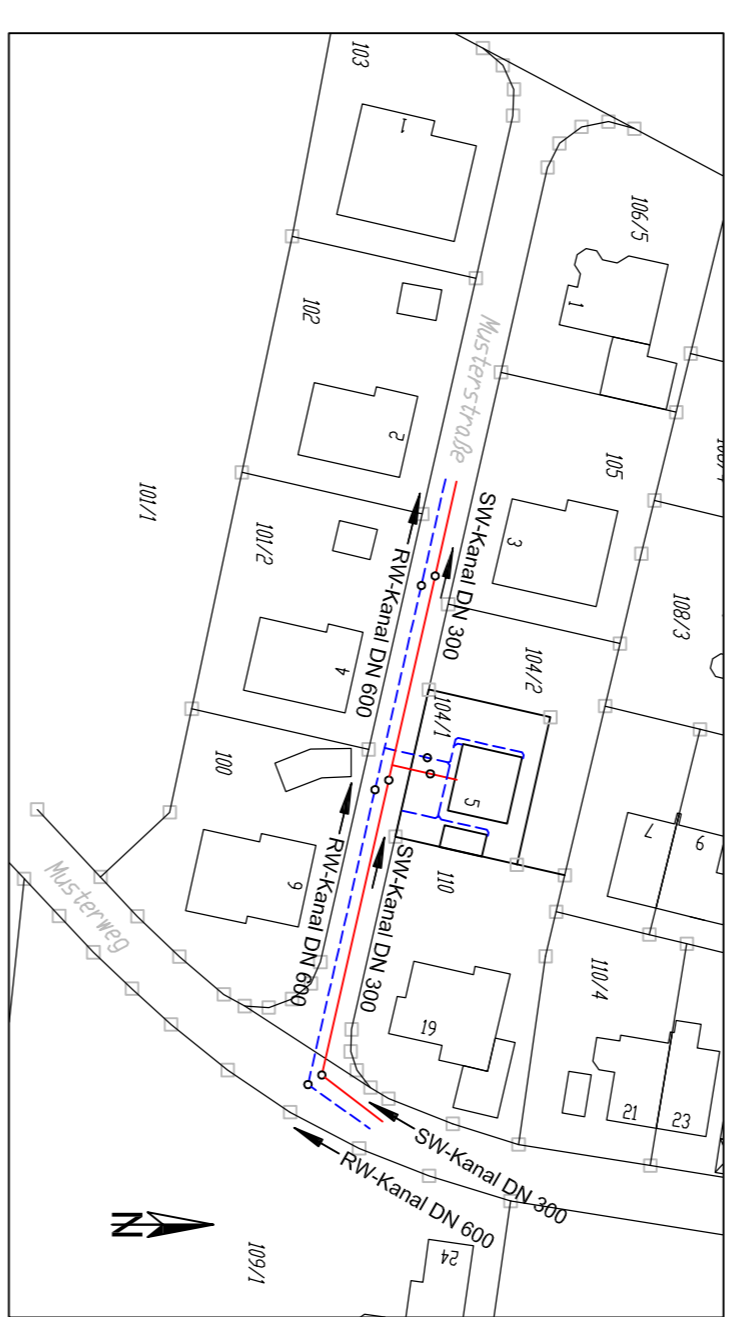 103
1
106/5
1
102
Musterstraße
2
105
3
101/1
101/2
SW-Kanal DN 300
RW-Kanal DN 600
108/3
4
104/2
104/1
5
100
7
9
Musterweg
RW-Kanal DN 600
SW-Kanal DN 300
110
19
110/4
21
23
SW-Kanal DN 300
RW-Kanal DN 600
N
109/1
24